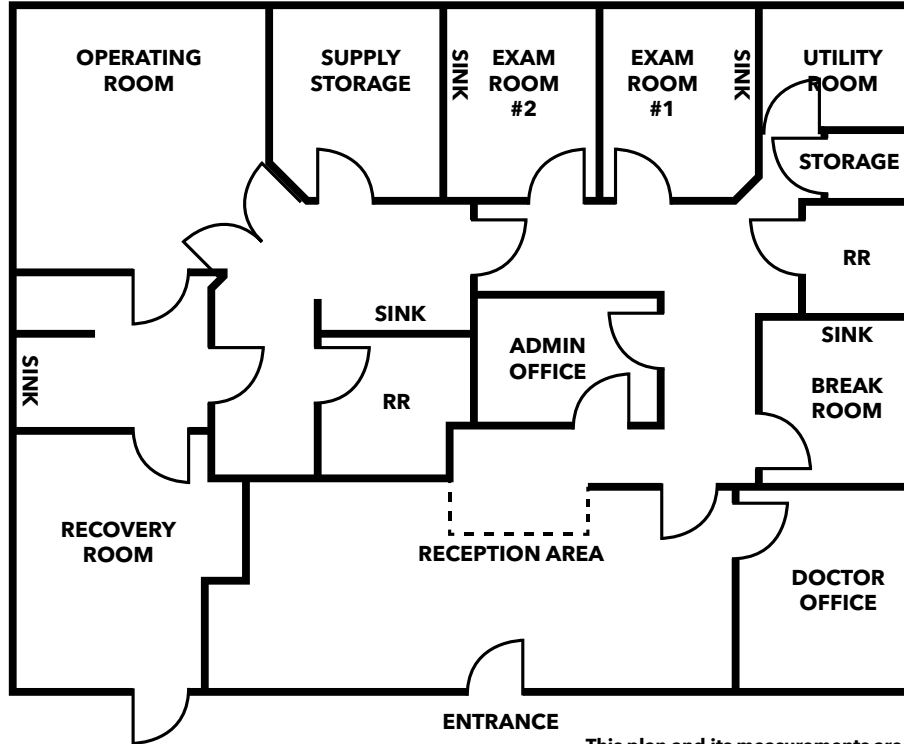 OPERATING
ROOM
SUPPLY
STORAGE
SINK
EXAM
ROOM
#2
EXAM
ROOM
#1
SINK
UTILITY
ROOM
STORAGE
RR
SINK
ADMIN
OFFICE
SINK
BREAK
ROOM
SINK
RR
RECOVERY
ROOM
RECEPTION AREA
DOCTOR
OFFICE
ENTRANCE
This plan and its measurements are